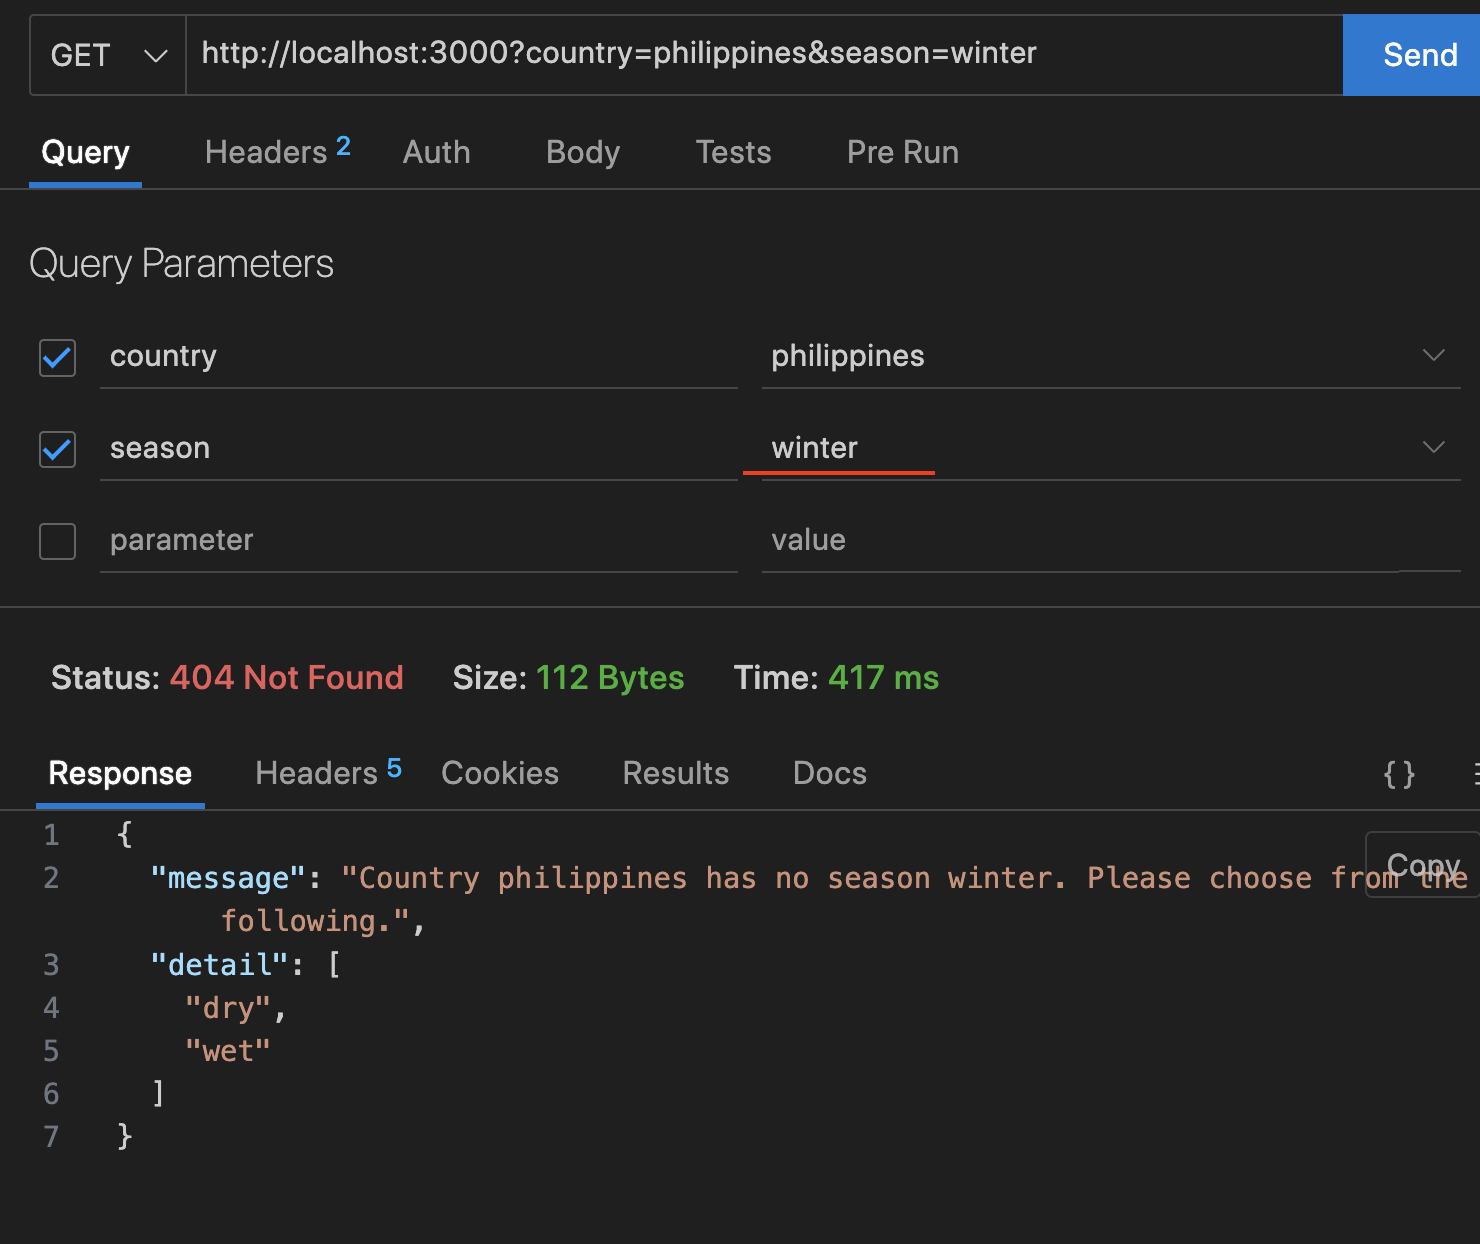 GET http://localhost:3000?country=philippines&season=winter Send
Query Headers 2 Auth Body Tests Pre Run
Query Parameters
country philippines
season winter
parameter value
Status: 404 Not Found Size: 112 Bytes Time: 417 ms
Response Headers 5 Cookies Results Docs {}
Copy
1 {
2 "message": "Country philippines has no season winter. Please choose from the
following.",
3 "detail": [
4 "dry",
5 "wet"
6 ]
7 }